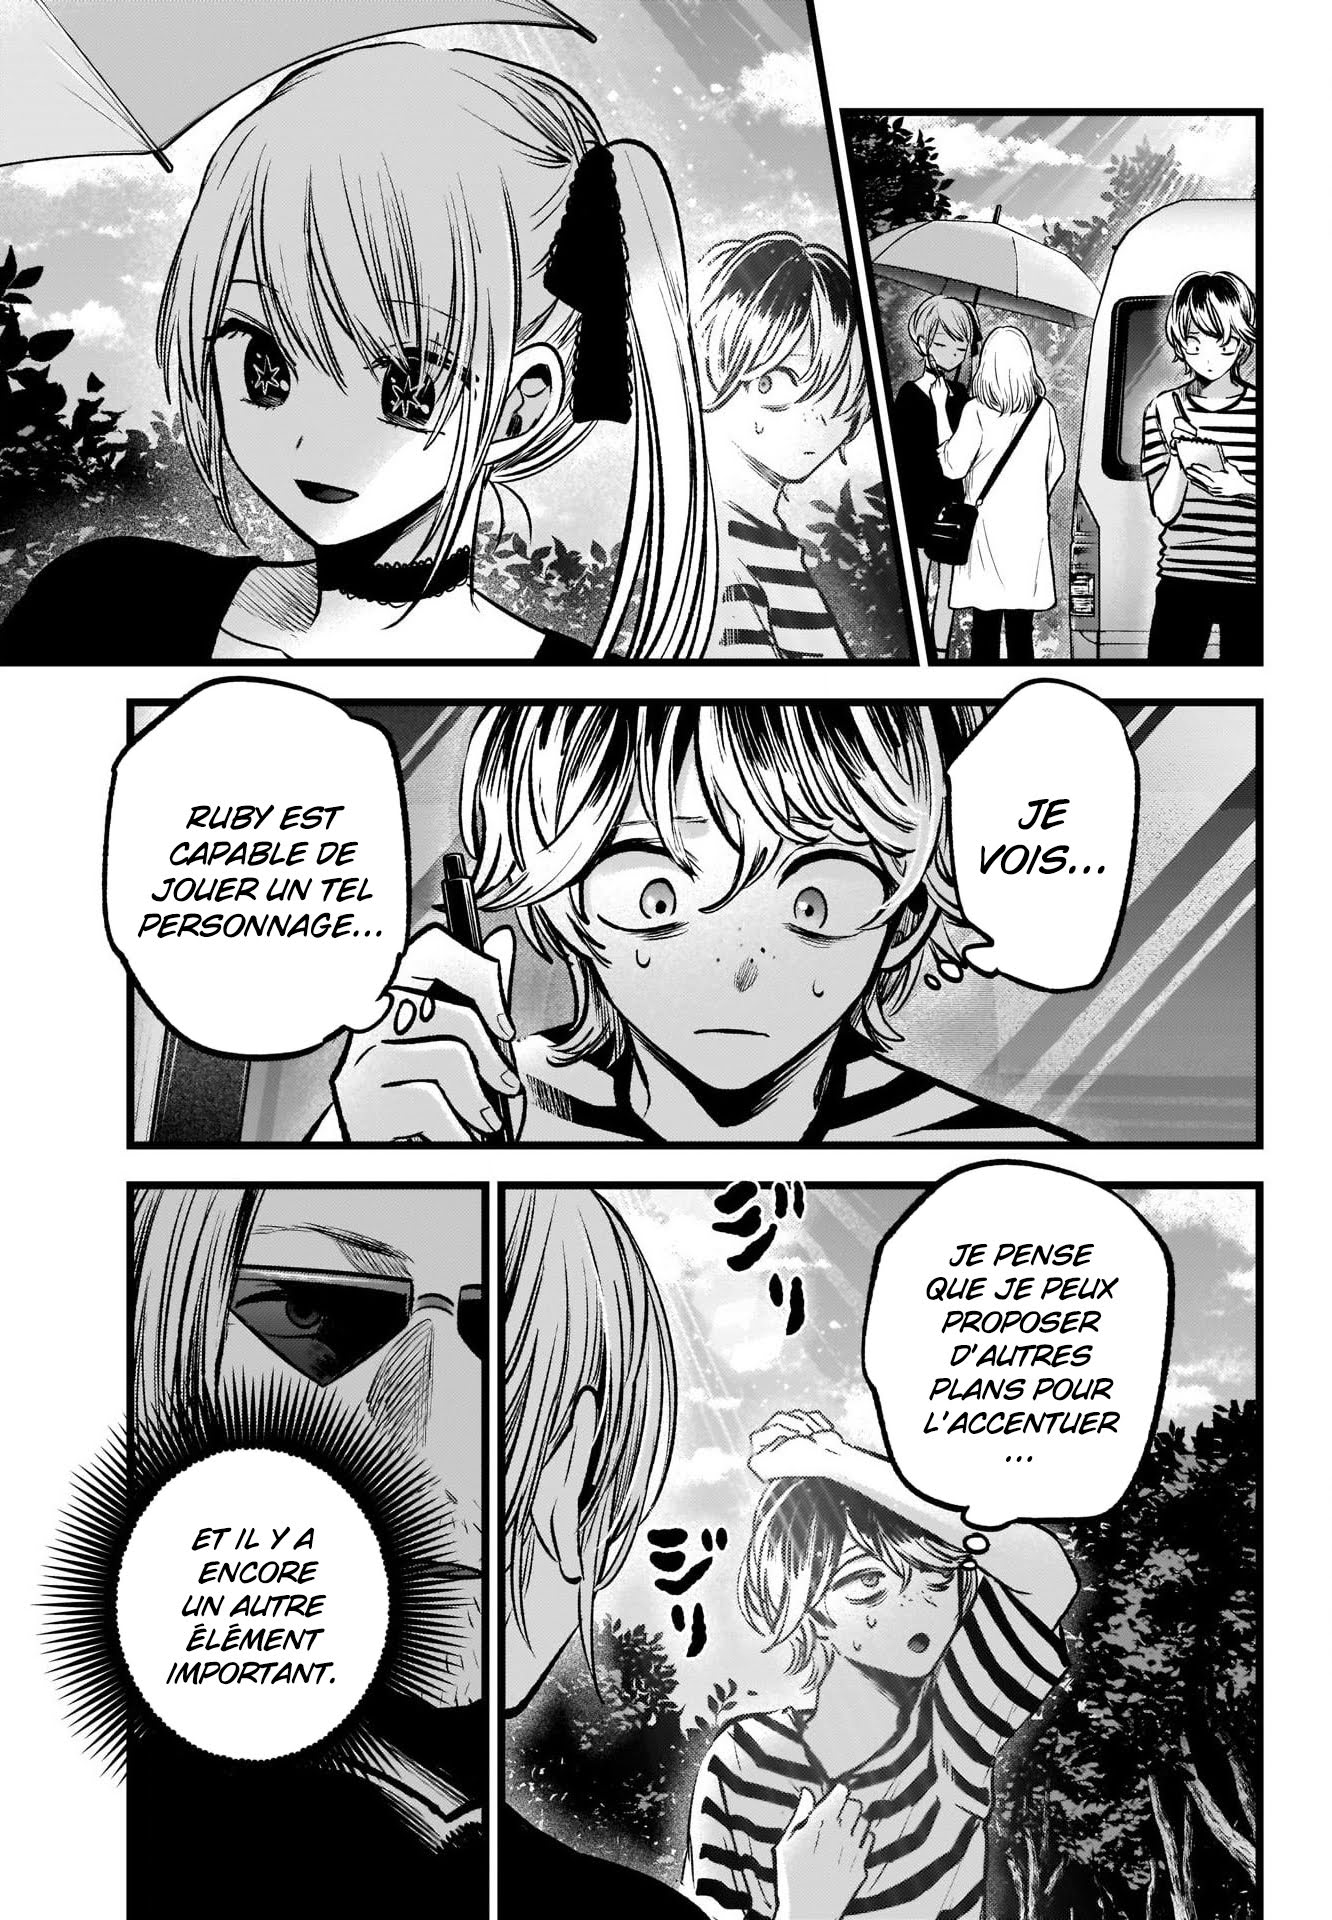 JE
VOIS...
RUBY EST
CAPABLE DE
JOUER UN TEL
PERSONNAGE...
JE PENSE
QUE JE PEUX
PROPOSER
D'AUTRES
PLANS POUR
L'ACCENTUER
...
ジリ
ジリ
ET IL Y A
ENCORE
UN AUTRE
ÉLÉMENT
IMPORTANT.